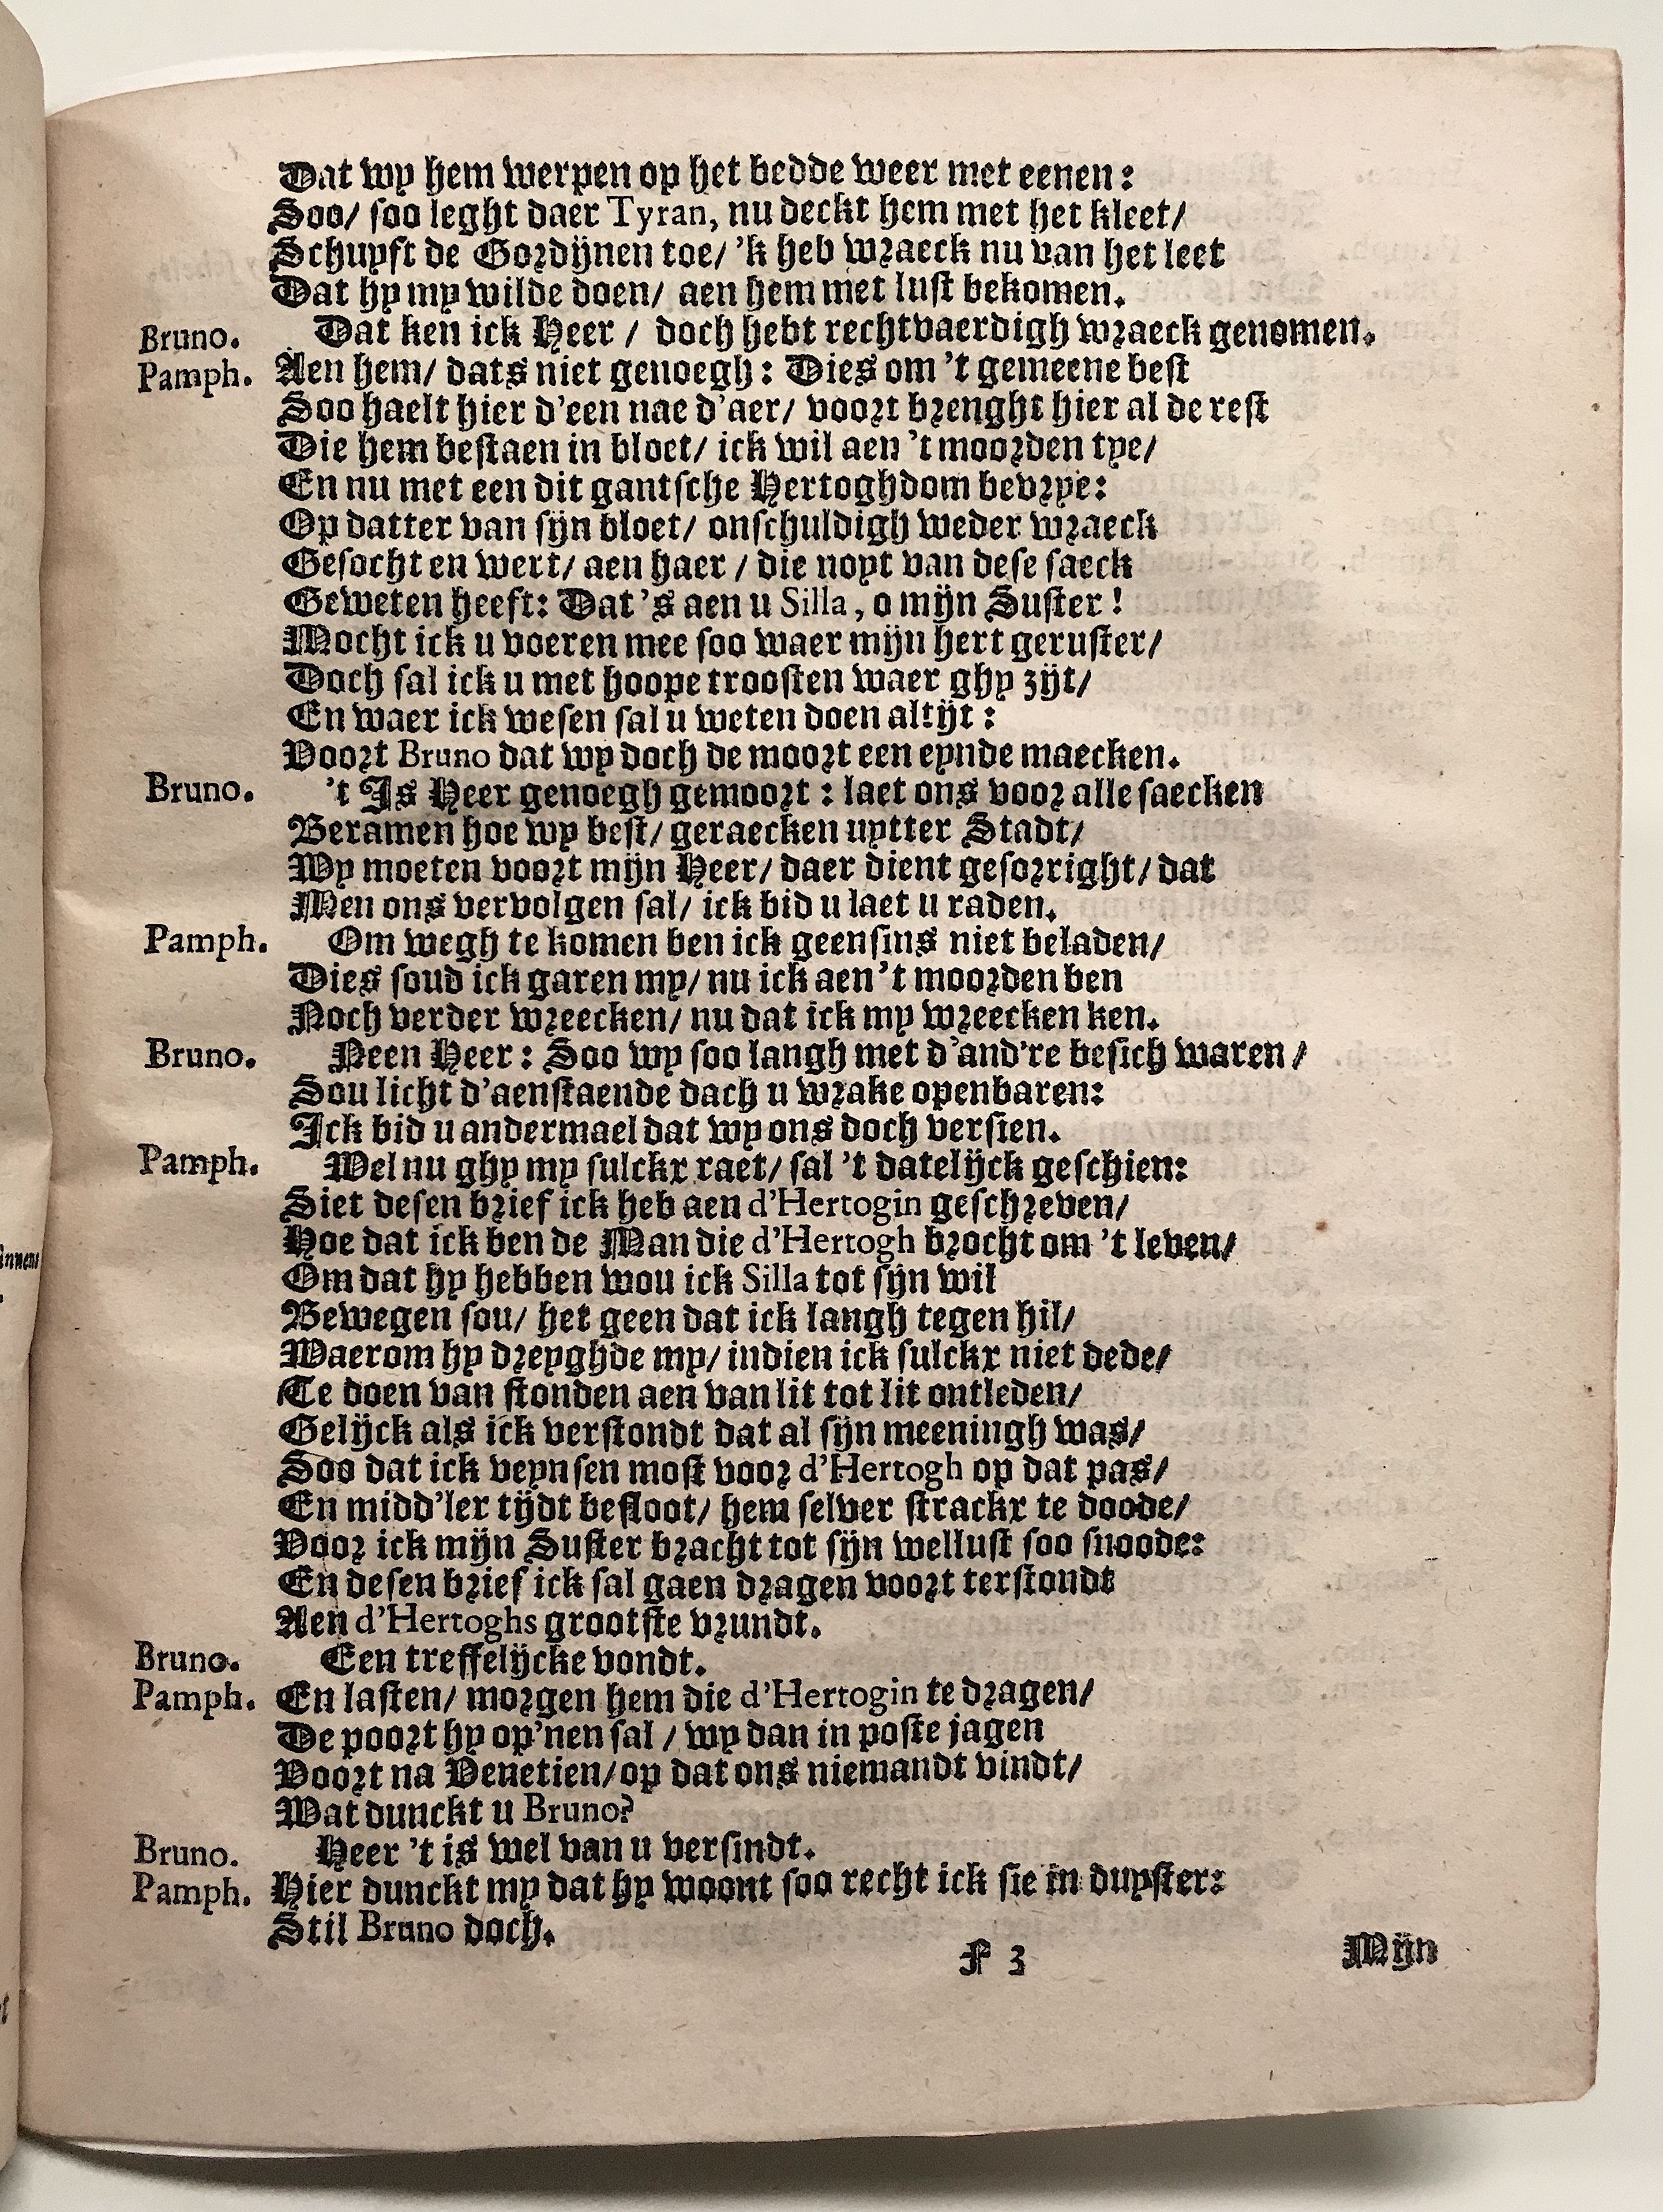 Dat wy hem werpen op het bedde weer met eenen:
Soo/ soo leght daer Tyran, nu deckt hem met het kleet/
Schuyft de Gordijnen toe/ 'k heb wraeck nu van het leet
Dat hy my wilde doen/ aen hem met lust bekomen.
Bruno. Dat ken ick Heer / doch hebt rechtvaerdigh wraeck genomen.
Pamph. Aen hem/ dats niet genoegh: Dies om 't gemeene best
Soo haelt hier d'een nae d'aer/ voort brenght hier al de rest
Die hem bestaen in bloet/ ick wil aen 't moorden tye/
En nu met een dit gantsche Hertoghdom bevrye:
Op datter van sijn bloet/ onschuldigh weder wraeck
Gesocht en wert/ aen haer / die noyt van dese saeck
Geweten heeft: Dat's aen u Silla, o mijn Suster!
Mocht ick u voeren mee soo waer mijn hert geruster/
Doch sal ick u met hoope troosten waer ghy zijt/
En waer ick wesen sal u weten doen altijt:
Voort Bruno dat wy doch de moort een eynde maecken.
Bruno. 't Is Heer genoegh gemoort: laet ons voor alle saecken
Beramen hoe wy best/ geraecken uytter Stadt/
Wy moeten voort mijn Heer/ daer dient gesorright/ dat
Men ons vervolgen sal/ ick bid u laet u raden.
Pamph. Om wegh te komen ben ick geensins niet beladen/
Dies soud ick garen my/ nu ick aen 't moorden ben
Noch verder wreecken/ nu dat ick my wreecken ken.
Bruno. Neen Heer: Soo wy soo langh met d'and're besich waren/
Sou licht d'aenstaende dach u wrake openbaren:
Ick bid u andermael dat wy ons doch versien.
Pamph. Wel nu ghy my sulckx raet/ sal 't datelijck geschien:
Siet desen brief ick heb aen d'Hertogin geschreven/
Hoe dat ick ben de Man die d'Hertogh brocht om 't leven/
Om dat hy hebben wou ick Silla tot sijn wil
Bewegen sou/ het geen dat ick langh tegen hil/
Waerom hy dreyghde my/ indien ick sulckx niet dede/
Te doen van stonden aen van lit tot lit ontleden/
Gelijck als ick verstondt dat al sijn meeningh was/
Soo dat ick veynsen most voor d'Hertogh op dat pas/
En midd'ler tijdt besloot/ hem selver strackx te doode/
Voor ick mijn Suster bracht tot sijn wellust soo snoode:
En desen brief ick sal gaen dragen voort terstondt
Aen d'Hertoghs grootste vrundt.
Bruno. Een treffelijcke vondt.
Pamph. En lasten/ morgen hem die d'Hertogin te dragen/
De poort hy op'nen sal / wy dan in poste jagen
Voort na Venetien/ op dat ons niemandt vindt/
Wat dunckt u Bruno?
Bruno. Heer 't is wel van u versindt.
Pamph. Hier dunckt my dat hy woont soo recht ick sie in duyster:
Stil Bruno doch.
F 3 Mijn